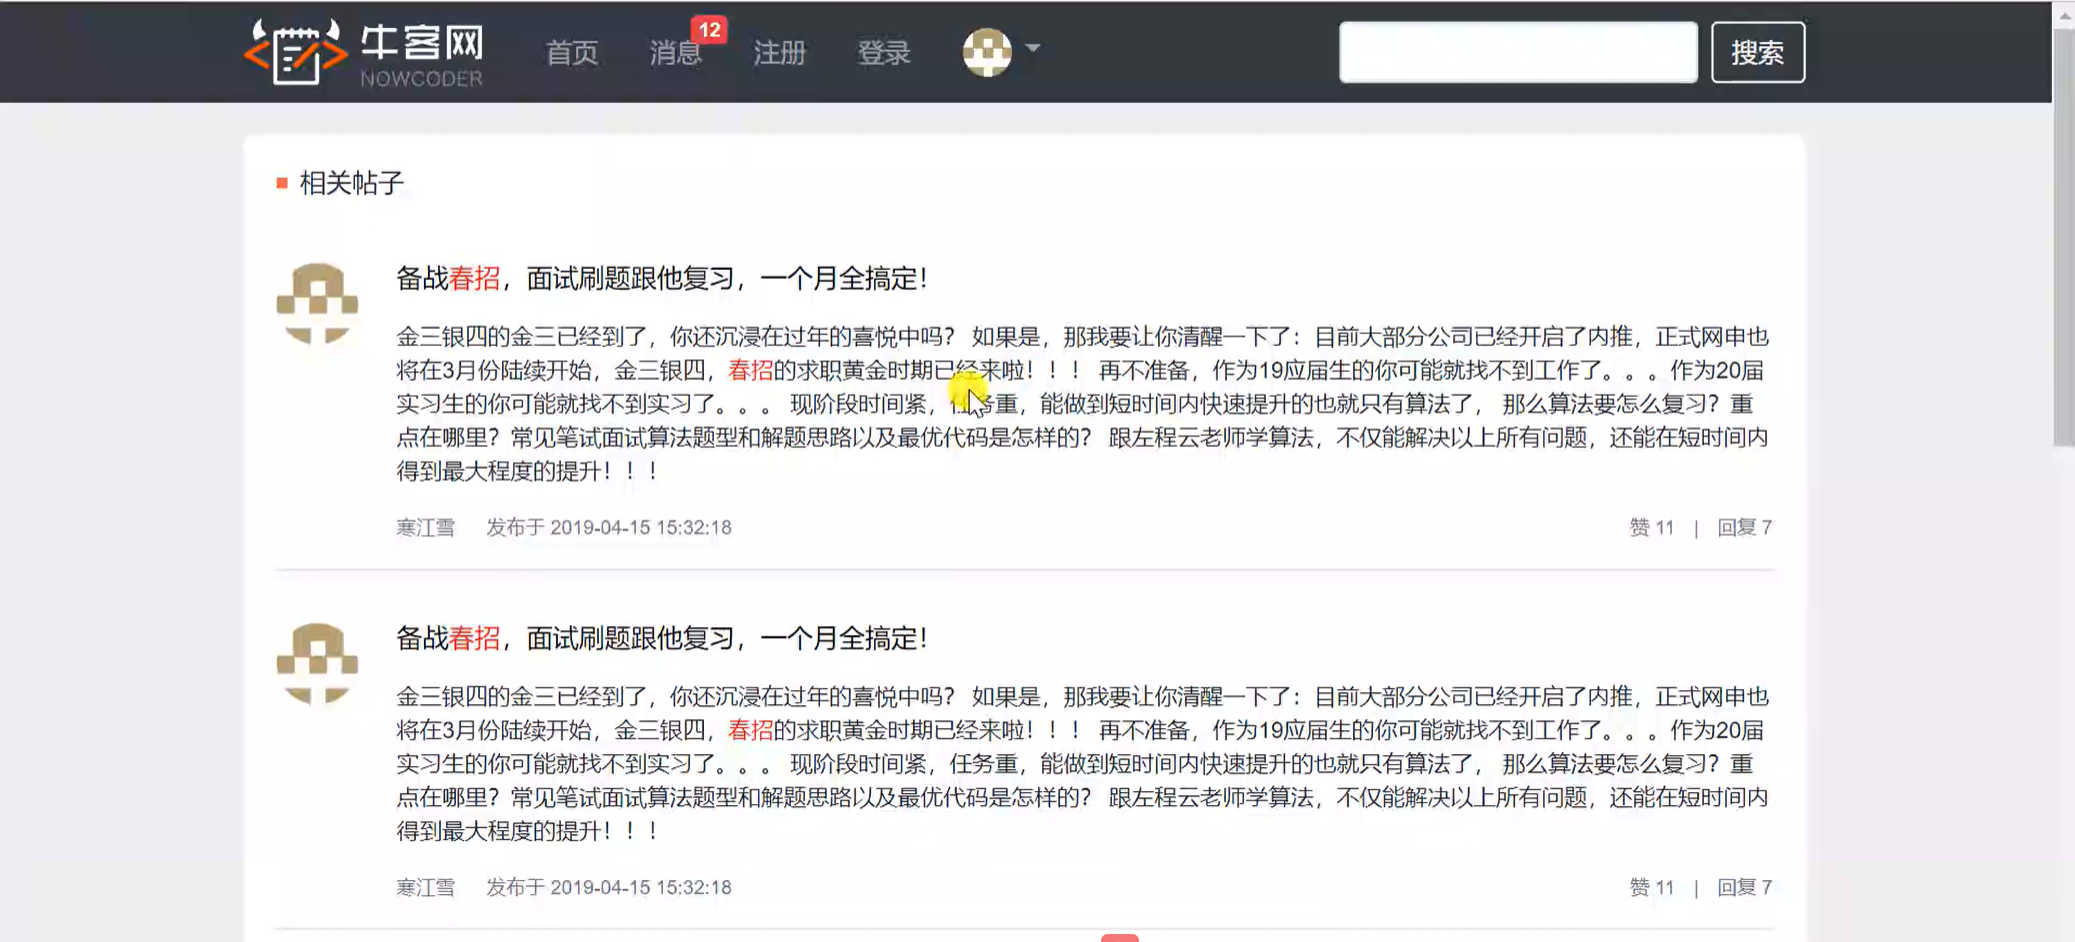 牛客网
NOWCODER
首页
消息
12
注册
登录
搜索
相关帖子
备战春招，面试刷题跟他复习，一个月全搞定！
金三银四的金三已经到了，你还沉浸在过年的喜悦中吗？ 如果是，那我要让你清醒一下了：目前大部分公司已经开启了内推，正式网申也
将在3月份陆续开始，金三银四，春招的求职黄金时期已经来啦！！！ 再不准备，作为19应届生的你可能就找不到工作了。。。作为20届
实习生的你可能就找不到实习了。。。 现阶段时间紧，任务重，能做到短时间内快速提升的也就只有算法了， 那么算法要怎么复习？重
点在哪里？常见笔试面试算法题型和解题思路以及最优代码是怎样的？ 跟左程云老师学算法，不仅能解决以上所有问题，还能在短时间内
得到最大程度的提升！！！
寒江雪 发布于 2019-04-15 15:32:18
赞 11 | 回复 7
备战春招，面试刷题跟他复习，一个月全搞定！
金三银四的金三已经到了，你还沉浸在过年的喜悦中吗？ 如果是，那我要让你清醒一下了：目前大部分公司已经开启了内推，正式网申也
将在3月份陆续开始，金三银四，春招的求职黄金时期已经来啦！！！ 再不准备，作为19应届生的你可能就找不到工作了。。。作为20届
实习生的你可能就找不到实习了。。。 现阶段时间紧，任务重，能做到短时间内快速提升的也就只有算法了， 那么算法要怎么复习？重
点在哪里？常见笔试面试算法题型和解题思路以及最优代码是怎样的？ 跟左程云老师学算法，不仅能解决以上所有问题，还能在短时间内
得到最大程度的提升！！！
寒江雪 发布于 2019-04-15 15:32:18
赞 11 | 回复 7